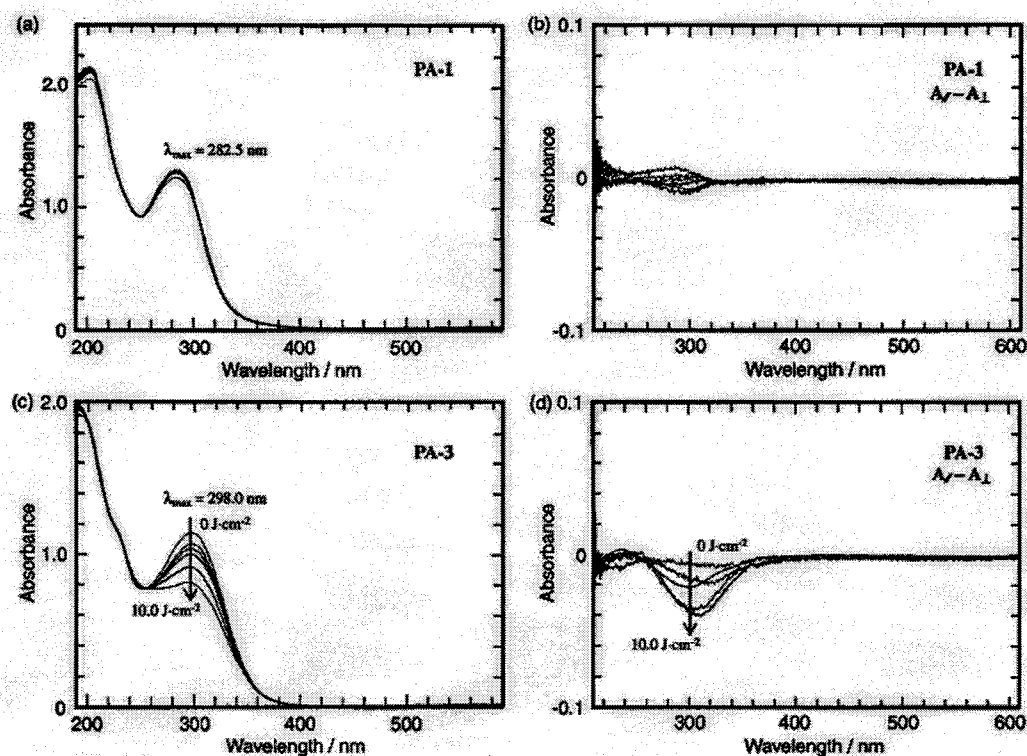 (a)
PA-1
λmax = 282.5 nm
2.0
1.0
0
Absorbance
200 300 400 500
Wavelength / nm
(b)
0.1
PA-1
A⁄⁄−A⊥
0
-0.1
Absorbance
300 400 500 600
Wavelength / nm
(c)
2.0
PA-3
λmax = 298.0 nm
0 J·cm-2
1.0
10.0 J·cm-2
0
Absorbance
200 300 400 500
Wavelength / nm
(d)
0.1
PA-3
A⁄⁄−A⊥
0 J·cm-2
0
10.0 J·cm-2
-0.1
Absorbance
300 400 500 600
Wavelength / nm